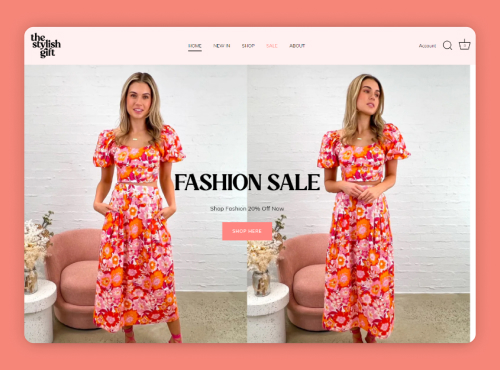 the
stylish
gift
HOME NEW IN SHOP SALE ABOUT
Account
FASHION SALE
Shop Fashion 20% Off Now
SHOP HERE